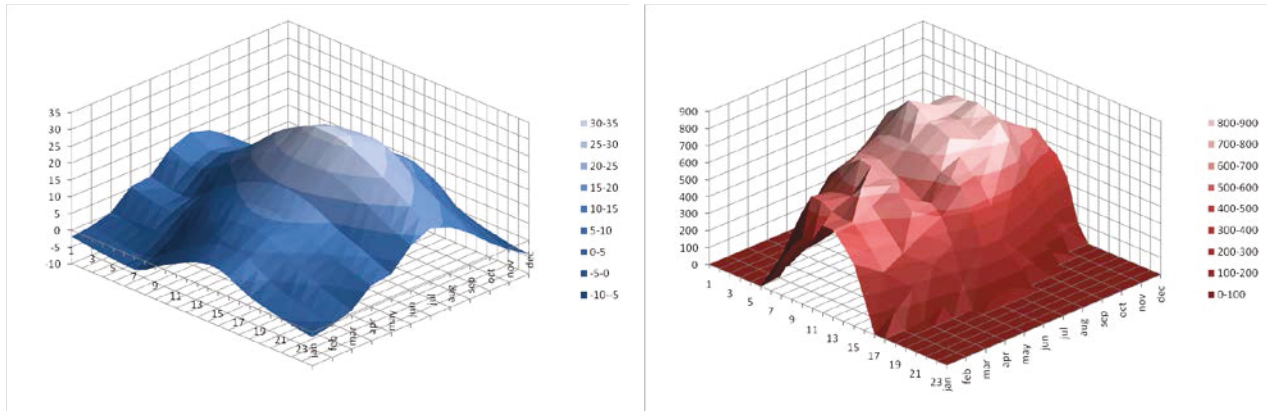 35
30
25
20
15
10
5
0
-5
-10
1
3
5
7
9
11
13
15
17
19
21
23
jan
feb
mar
apr
may
jun
jul
aug
sep
oct
nov
dec
30-35
25-30
20-25
15-20
10-15
5-10
0-5
-5-0
-10--5
900
800
700
600
500
400
300
200
100
0
1
3
5
7
9
11
13
15
17
19
21
23
jan
feb
mar
apr
may
jun
jul
aug
sep
oct
nov
dec
800-900
700-800
600-700
500-600
400-500
300-400
200-300
100-200
0-100